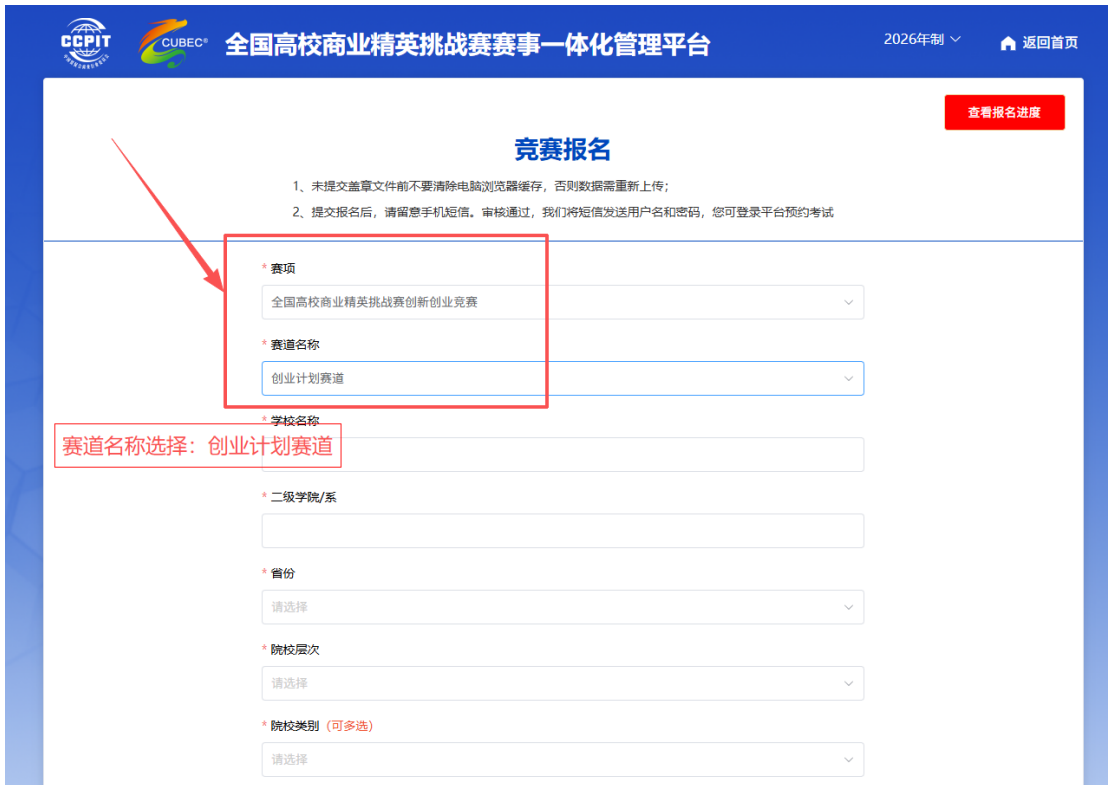 CCPIT
CUBEC®
全国高校商业精英挑战赛赛事一体化管理平台
2026年制
返回首页
查看报名进度
竞赛报名
1、未提交盖章文件前不要清除电脑浏览器缓存，否则数据需重新上传；
2、提交报名后，请留意手机短信。审核通过，我们将短信发送用户名和密码，您可登录平台预约考试
* 赛项
全国高校商业精英挑战赛创新创业竞赛
* 赛道名称
创业计划赛道
* 学校名称
赛道名称选择：创业计划赛道
* 二级学院/系
* 省份
请选择
* 院校层次
请选择
* 院校类别（可多选）
请选择